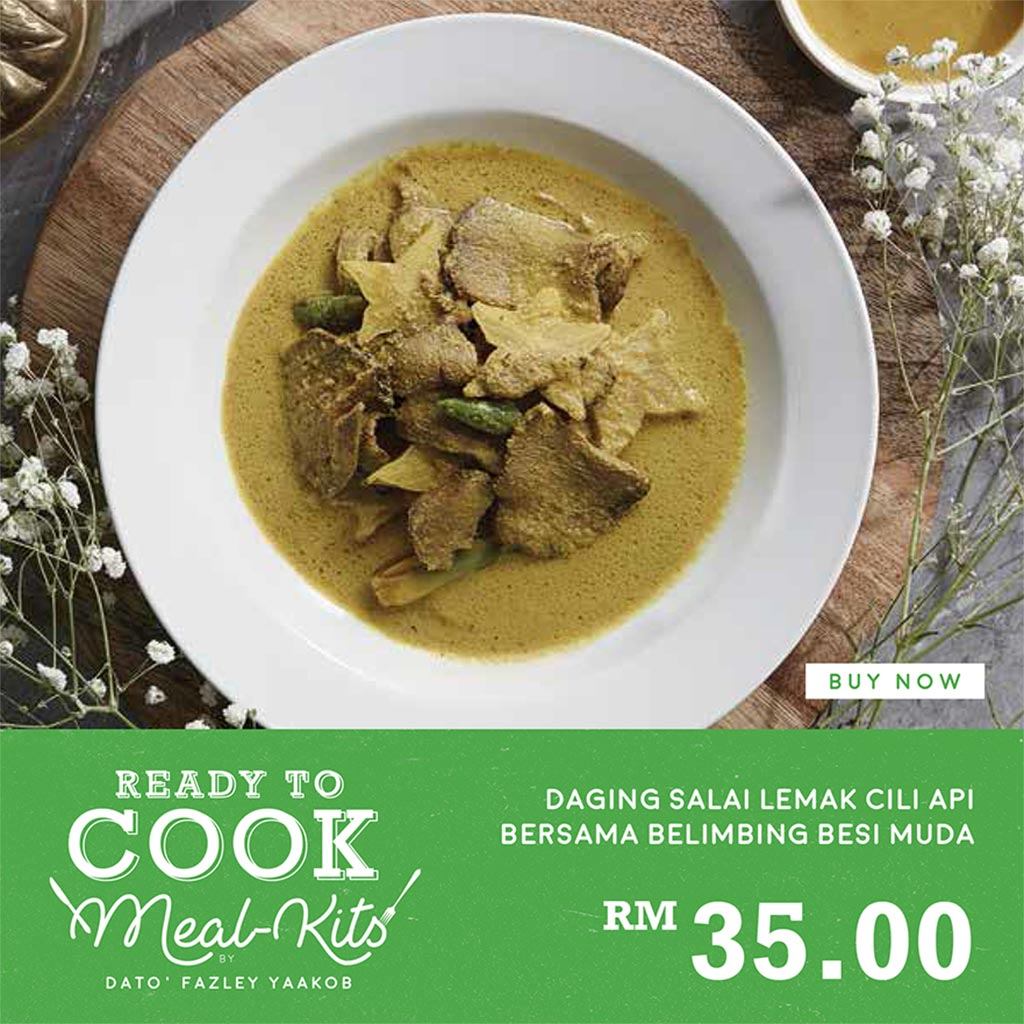 BUY NOW
READY TO
COOK
Meal-Kits
BY
DATO' FAZLEY YAAKOB
DAGING SALAI LEMAK CILI API
BERSAMA BELIMBING BESI MUDA
RM 35.00